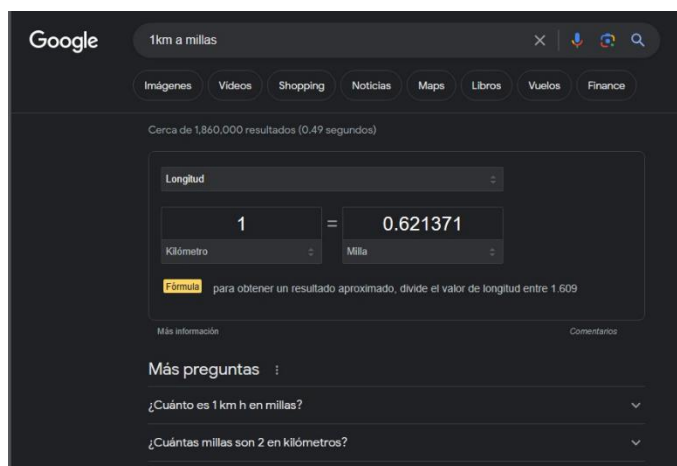 Google
1km a millas
Imágenes Vídeos Shopping Noticias Maps Libros Vuelos Finance
Cerca de 1,860,000 resultados (0.49 segundos)
Longitud
1 = 0.621371
Kilómetro Milla
Fórmula para obtener un resultado aproximado, divide el valor de longitud entre 1.609
Más información Comentarios
Más preguntas
¿Cuánto es 1 km h en millas?
¿Cuántas millas son 2 en kilómetros?